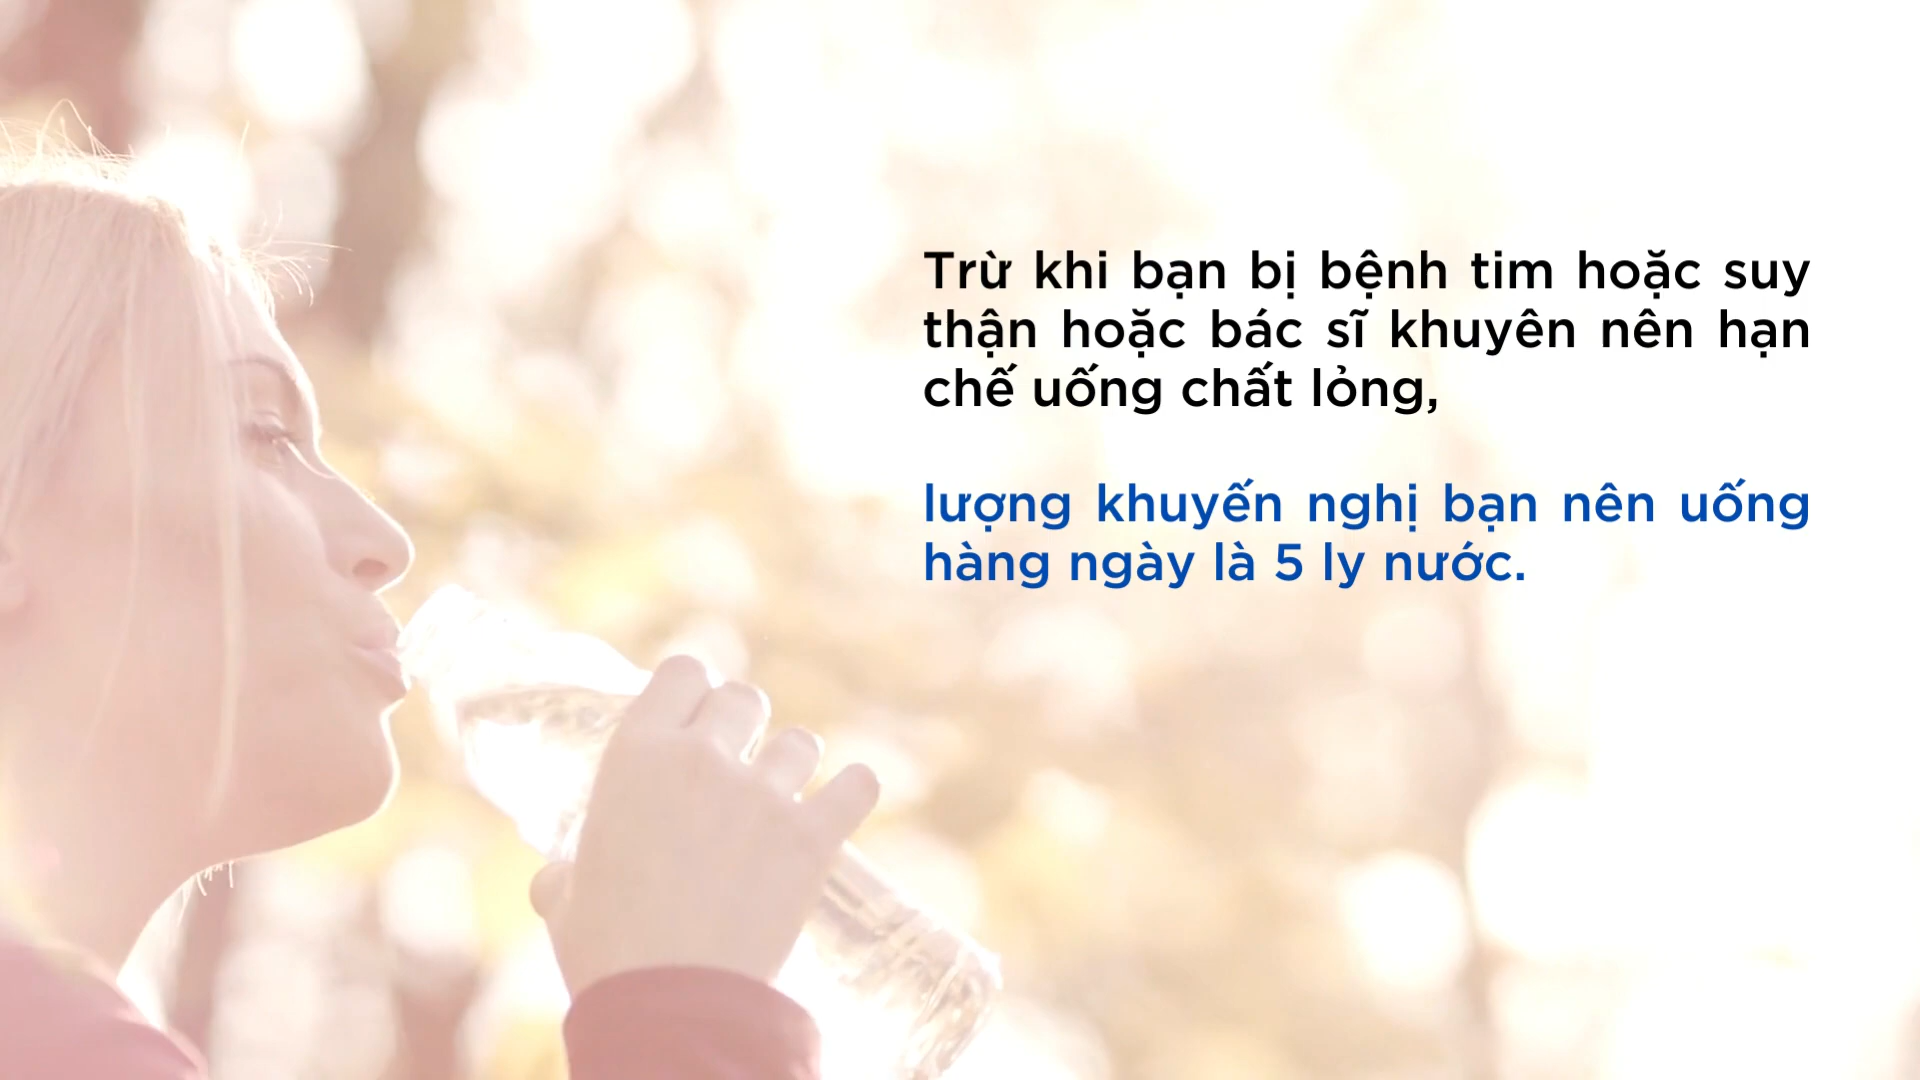 Trừ khi bạn bị bệnh tim hoặc suy
thận hoặc bác sĩ khuyên nên hạn
chế uống chất lỏng,
lượng khuyến nghị bạn nên uống
hàng ngày là 5 ly nước.